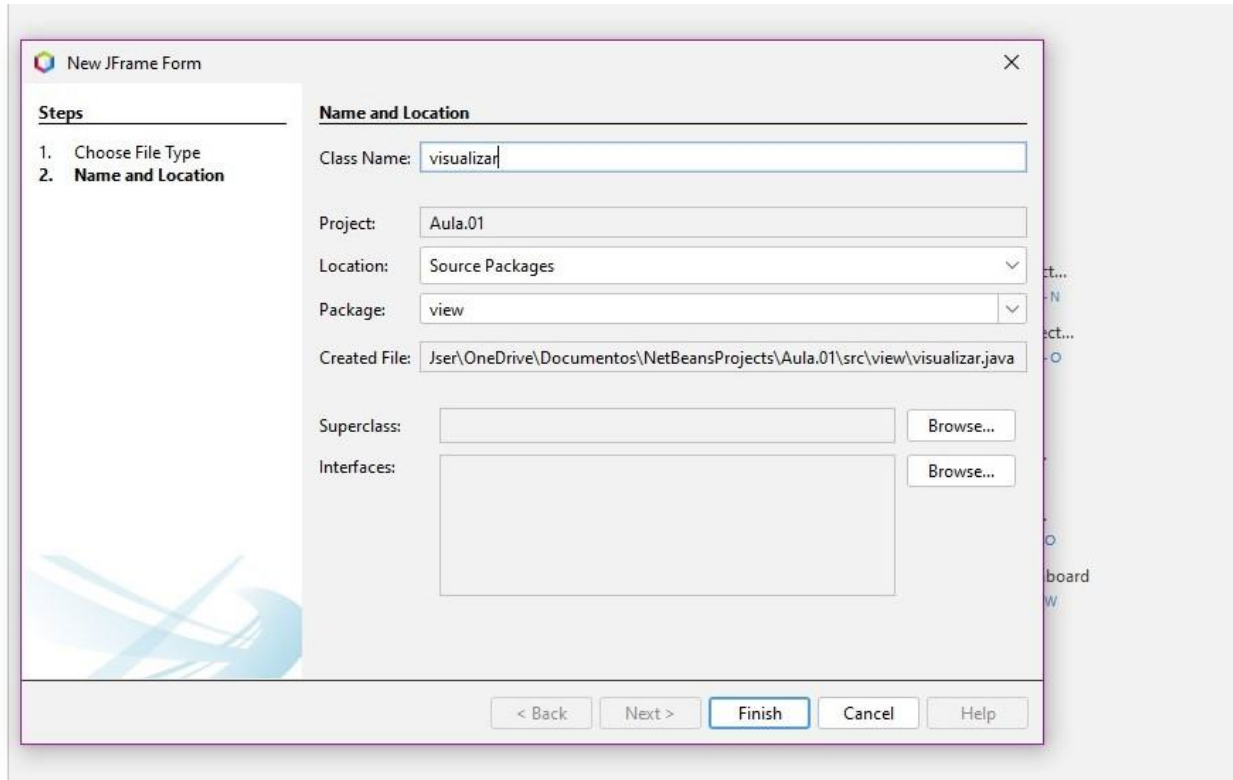 New JFrame Form
Steps
1. Choose File Type
2. Name and Location
Name and Location
Class Name: visualizar
Project: Aula.01
Location: Source Packages
Package: view
Created File: Jser\OneDrive\Documentos\NetBeansProjects\Aula.01\src\view\visualizar.java
Superclass: Browse...
Interfaces: Browse...
< Back Next > Finish Cancel Help
ct...
- N
ect...
- O
O
board
W